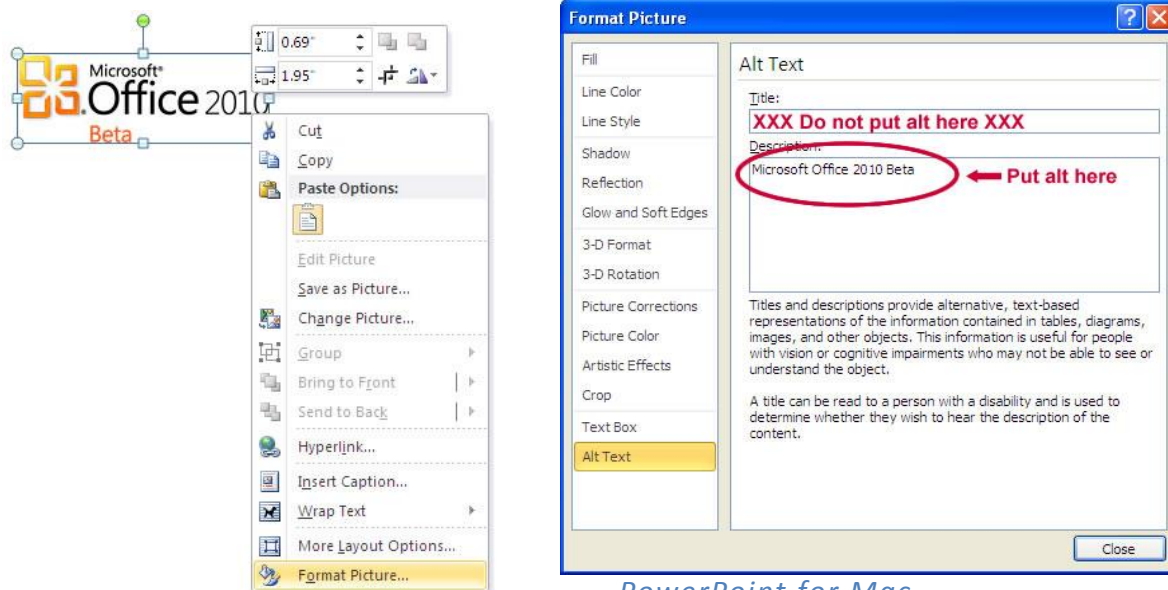 0.69"
1.95"
Microsoft®
Office 2010
Beta
Cut
Copy
Paste Options:
Edit Picture
Save as Picture...
Change Picture...
Group
Bring to Front
Send to Back
Hyperlink...
Insert Caption...
Wrap Text
More Layout Options...
Format Picture...
Format Picture
Fill
Line Color
Line Style
Shadow
Reflection
Glow and Soft Edges
3-D Format
3-D Rotation
Picture Corrections
Picture Color
Artistic Effects
Crop
Text Box
Alt Text
Alt Text
Title:
XXX Do not put alt here XXX
Description:
Microsoft Office 2010 Beta
Put alt here
Titles and descriptions provide alternative, text-based
representations of the information contained in tables, diagrams,
images, and other objects. This information is useful for people
with vision or cognitive impairments who may not be able to see or
understand the object.
A title can be read to a person with a disability and is used to
determine whether they wish to hear the description of the
content.
Close
PowerPoint for Mac